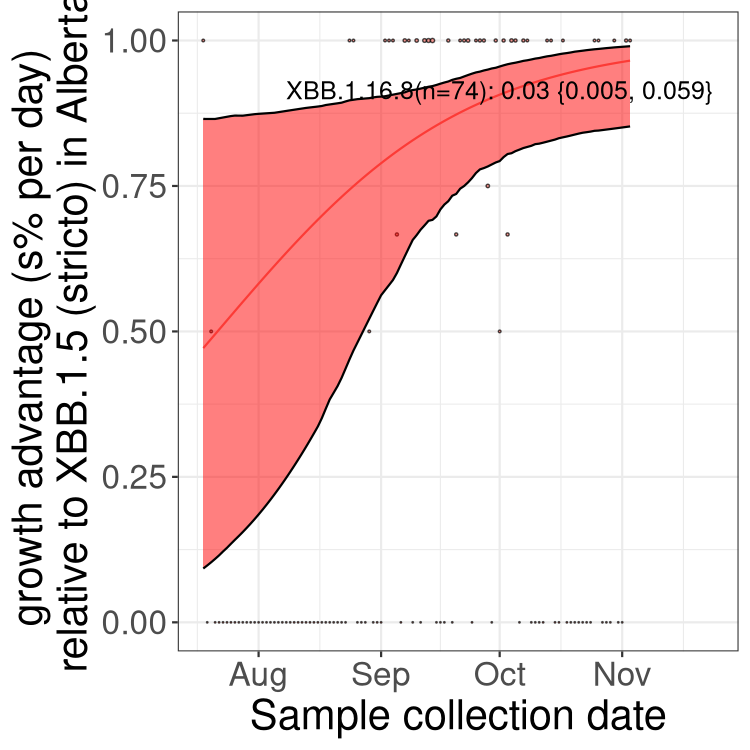 growth advantage (s% per day)
relative to XBB.1.5 (stricto) in Alberta
1.00
0.75
0.50
0.25
0.00
XBB.1.16.8(n=74): 0.03 {0.005, 0.059}
Aug Sep Oct Nov
Sample collection date